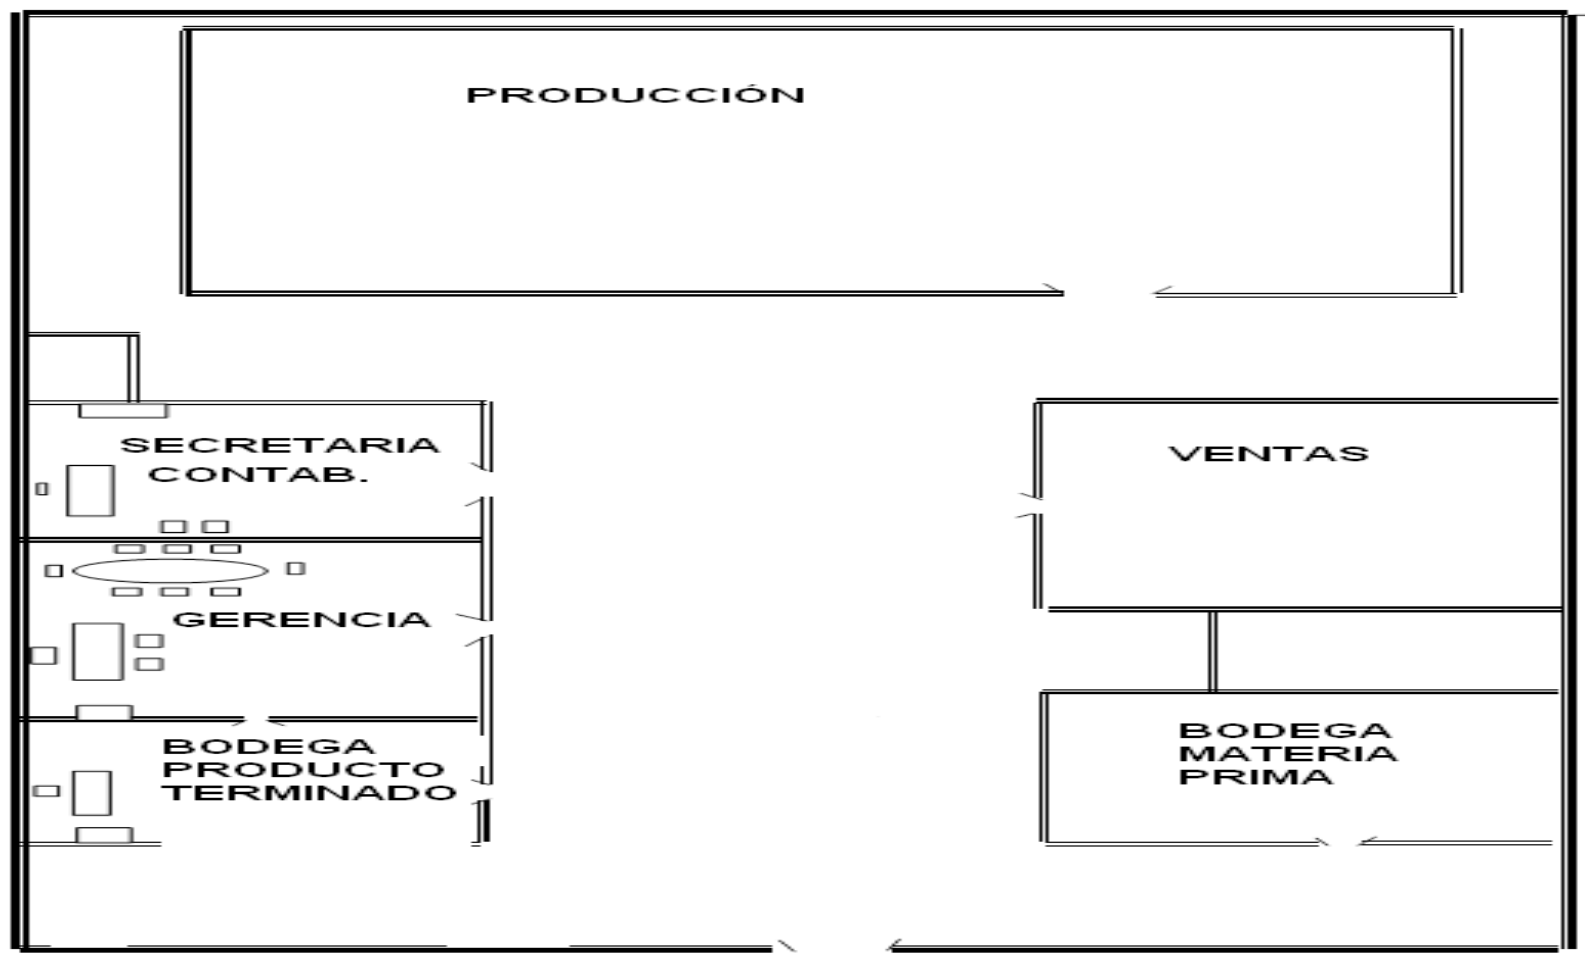 PRODUCCIÓN
SECRETARIA
CONTAB.
VENTAS
GERENCIA
BODEGA
PRODUCTO
TERMINADO
BODEGA
MATERIA
PRIMA